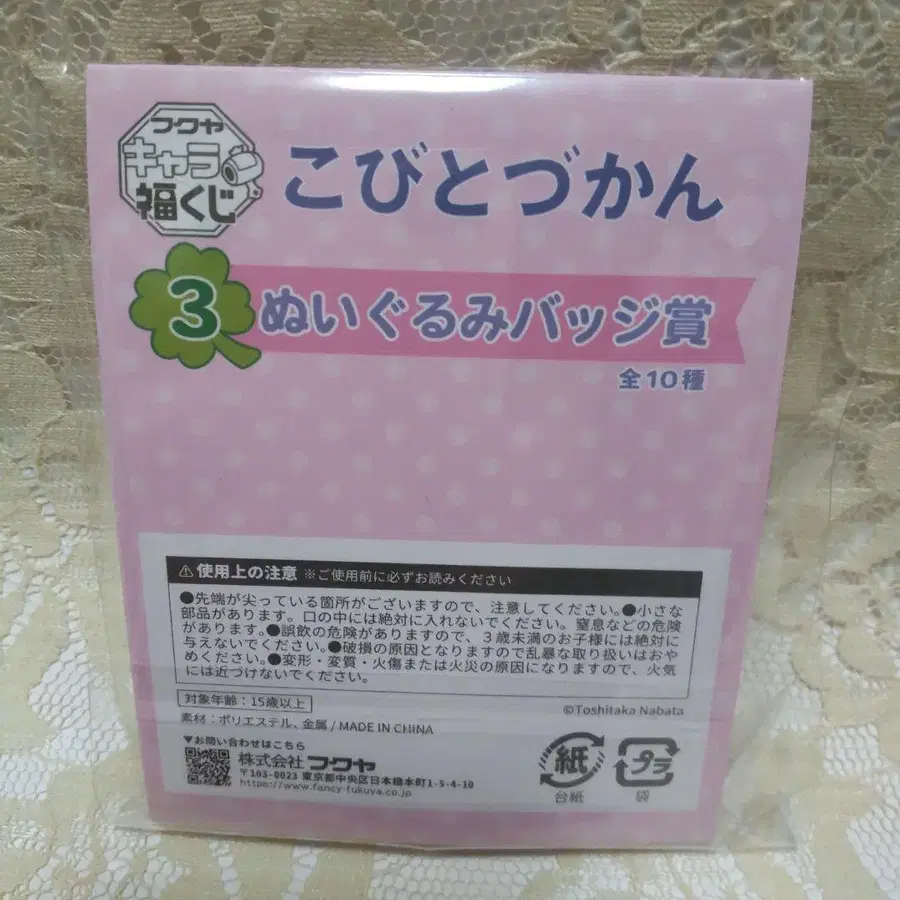 フクヤ
キャラ
福くじ
こびとづかん
3
ぬいぐるみバッジ賞
全10種
⚠使用上の注意 ※ご使用前に必ずお読みください
●先端が尖っている箇所がございますので、注意してください。●小さな
部品があります。口の中には絶対に入れないでください。窒息などの危険
があります。●誤飲の危険がありますので、3歳未満のお子様には絶対に
与えないでください。●破損の原因となりますので乱暴な取り扱いはおや
めください。●変形・変質・火傷または火災の原因になりますので、火気
には近づけないでください。
対象年齢：15歳以上
©Toshitaka Nabata
素材：ポリエステル、金属 / MADE IN CHINA
▼お問い合わせはこちら
株式会社フクヤ
〒103-0023 東京都中央区日本橋本町1-5-4-10
https://www.fancy-fukuya.co.jp
紙
台紙
プラ
袋